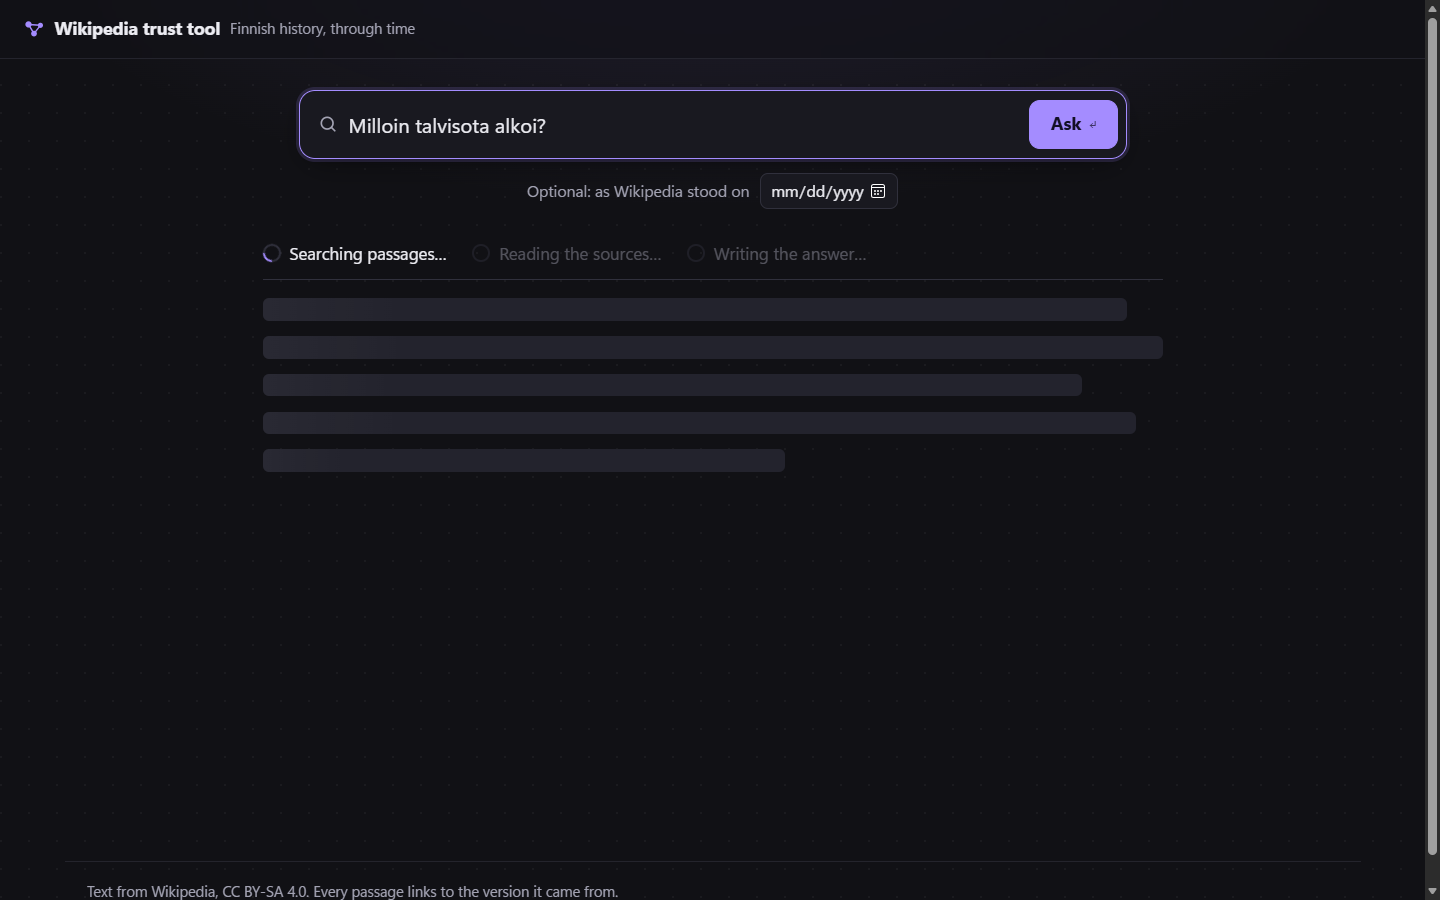 Wikipedia trust tool Finnish history, through time
Milloin talvisota alkoi?
Ask ↵
Optional: as Wikipedia stood on mm/dd/yyyy
Searching passages... Reading the sources... Writing the answer...
Text from Wikipedia, CC BY-SA 4.0. Every passage links to the version it came from.